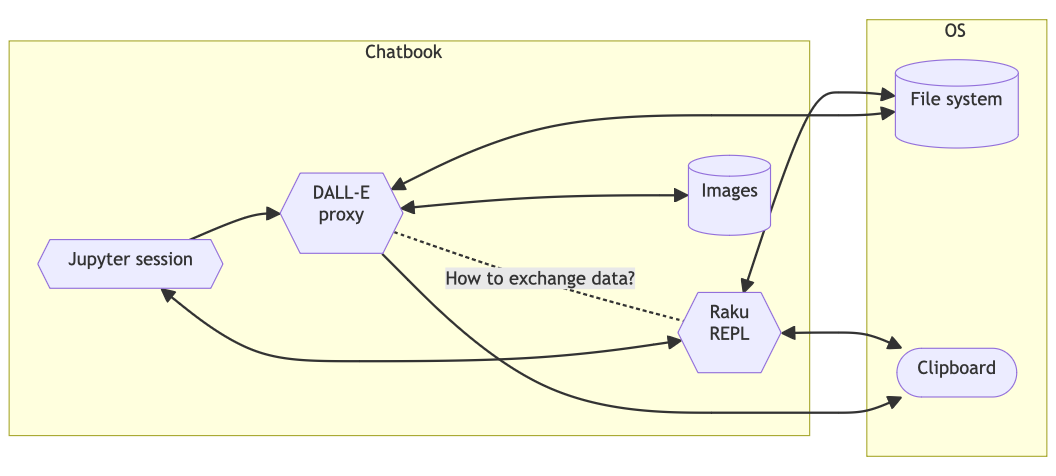 Chatbook
OS
File system
DALL-E
proxy
Images
Jupyter session
How to exchange data?
Raku
REPL
Clipboard